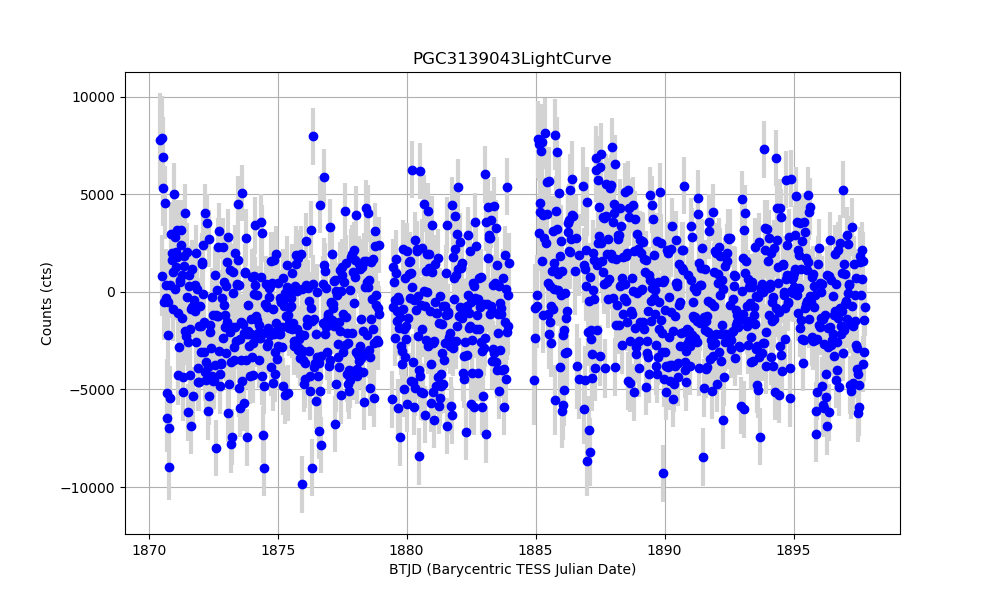 PGC3139043LightCurve
10000
5000
0
−5000
−10000
Counts (cts)
1870 1875 1880 1885 1890 1895
BTJD (Barycentric TESS Julian Date)